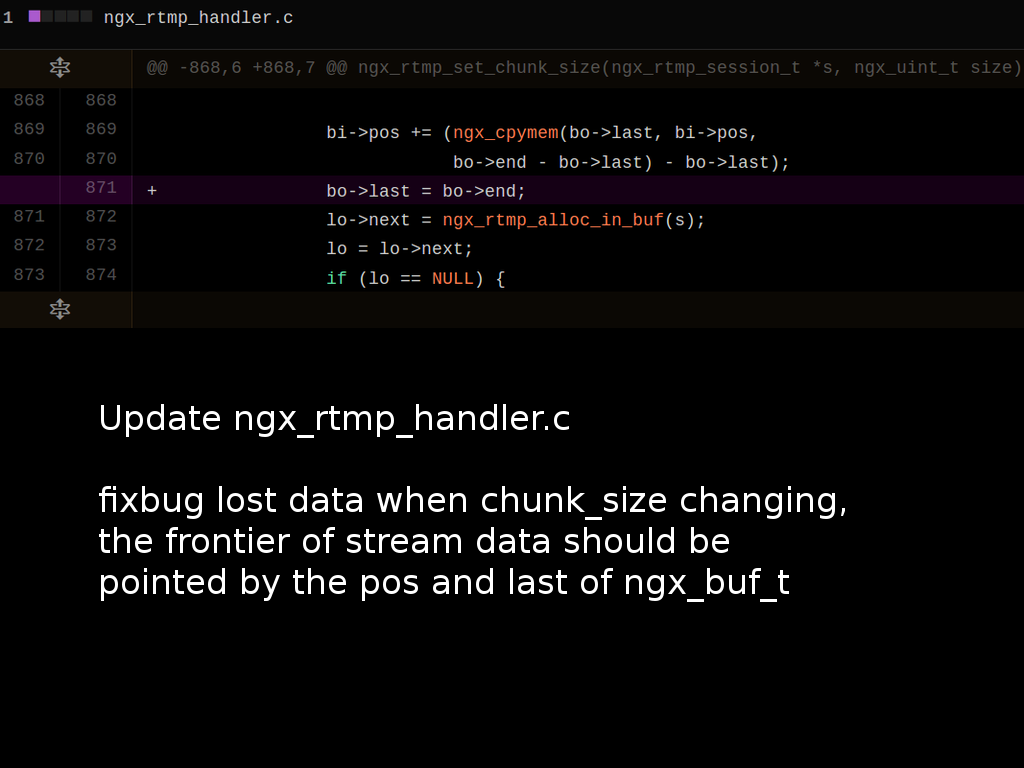 1 ngx_rtmp_handler.c
@@ -868,6 +868,7 @@ ngx_rtmp_set_chunk_size(ngx_rtmp_session_t *s, ngx_uint_t size)
868 868
869 869 bi->pos += (ngx_cpymem(bo->last, bi->pos,
870 870 bo->end - bo->last) - bo->last);
871 + bo->last = bo->end;
871 872 lo->next = ngx_rtmp_alloc_in_buf(s);
872 873 lo = lo->next;
873 874 if (lo == NULL) {
Update ngx_rtmp_handler.c
fixbug lost data when chunk_size changing,
the frontier of stream data should be
pointed by the pos and last of ngx_buf_t